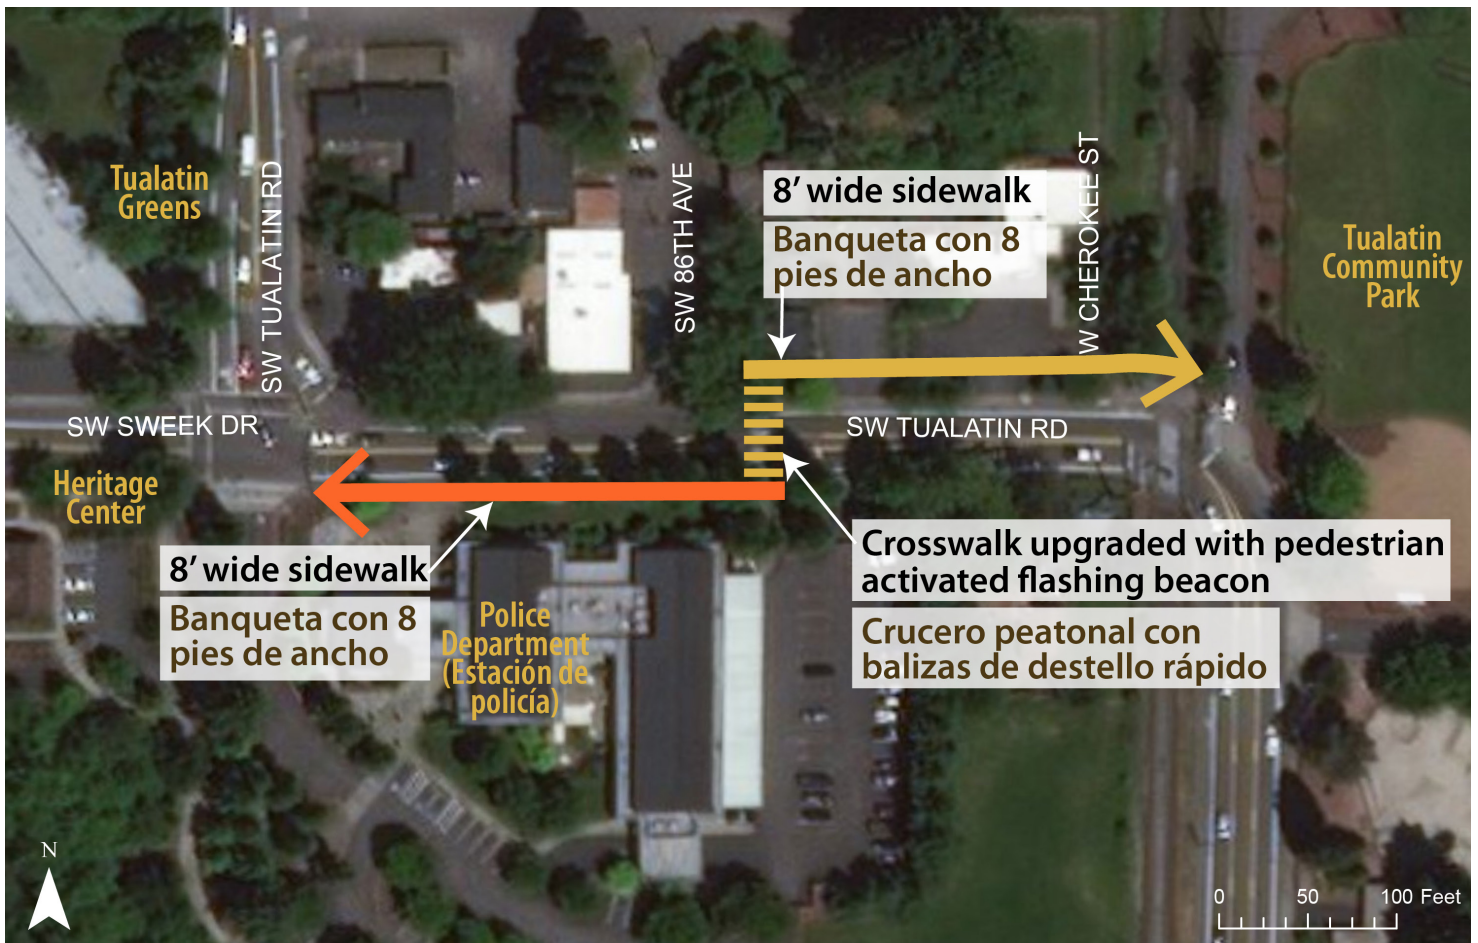 Tualatin
Greens
SW TUALATIN RD
SW 86TH AVE
8’ wide sidewalk
Banqueta con 8
pies de ancho
W CHEROKEE ST
Tualatin
Community
Park
SW SWEEK DR
SW TUALATIN RD
Heritage
Center
8’ wide sidewalk
Banqueta con 8
pies de ancho
Police
Department
(Estación de
policía)
Crosswalk upgraded with pedestrian
activated flashing beacon
Crucero peatonal con
balizas de destello rápido
N
0 50 100 Feet